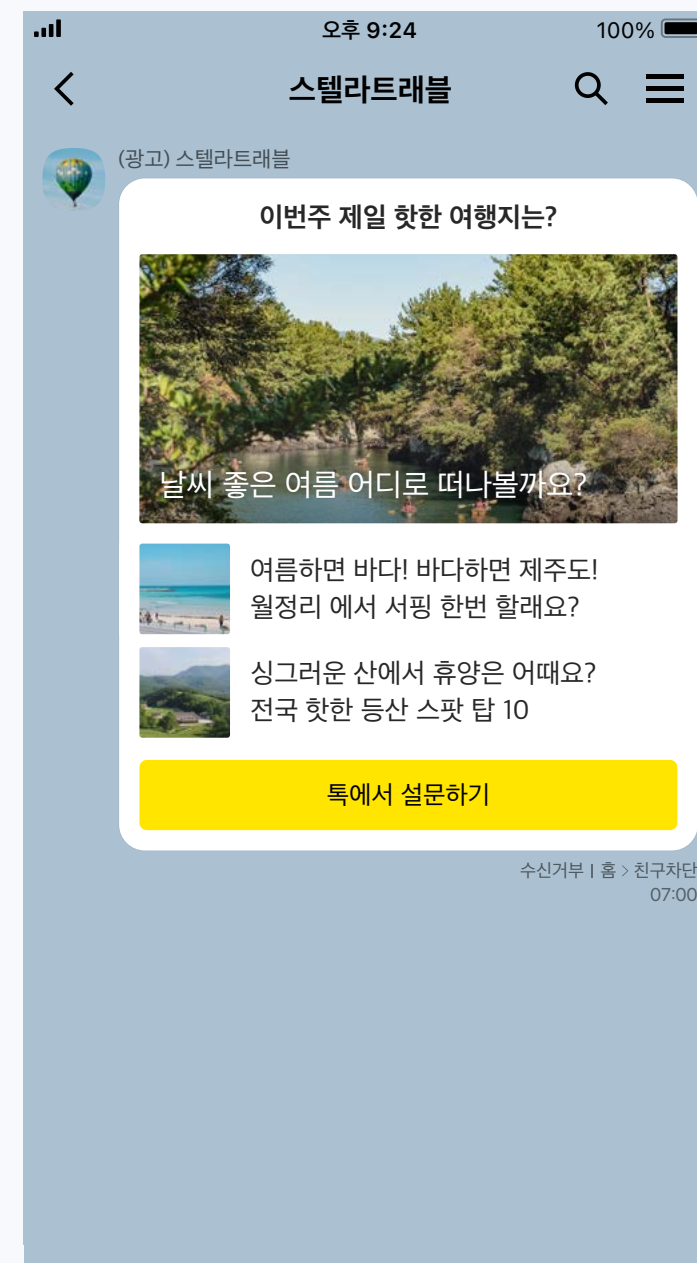 오후 9:24
100%
스텔라트래블
(광고) 스텔라트래블
이번주 제일 핫한 여행지는?
날씨 좋은 여름 어디로 떠나볼까요?
여름하면 바다! 바다하면 제주도!
월정리 에서 서핑 한번 할래요?
싱그러운 산에서 휴양은 어때요?
전국 핫한 등산 스팟 탑 10
톡에서 설문하기
수신거부 | 홈 > 친구차단
07:00